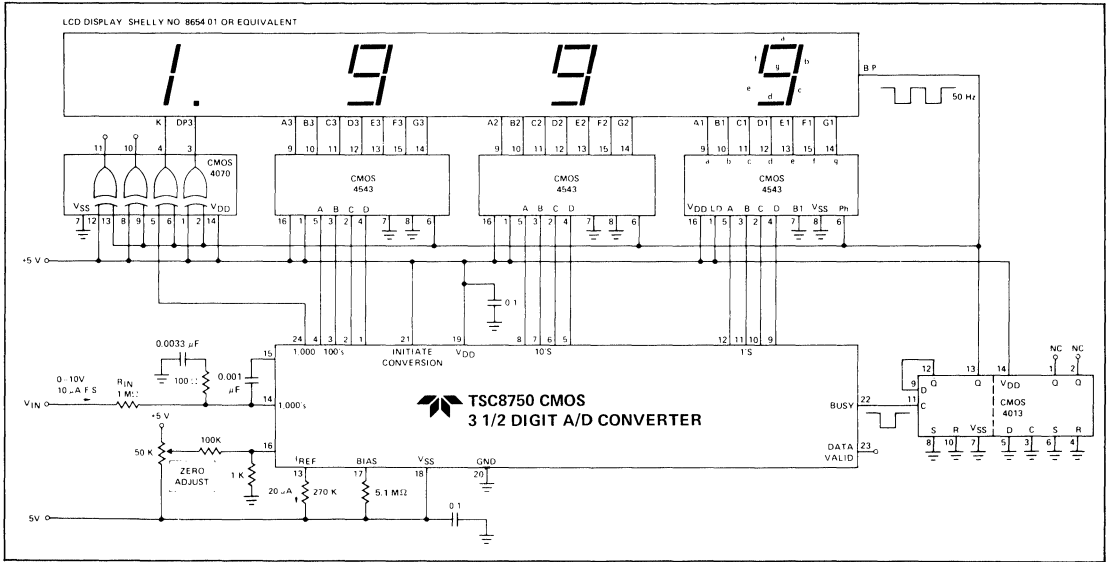 LCD DISPLAY SHELLY NO 8654 01 OR EQUIVALENT
1. 9 9 9
a
f g b
e d c
BP
50 Hz
K DP3 A3 B3 C3 D3 E3 F3 G3 A2 B2 C2 D2 E2 F2 G2 A1 B1 C1 D1 E1 F1 G1
11 10 4 3 9 10 11 12 13 15 14 9 10 11 12 13 15 14 9 10 11 12 13 15 14
a b c d e f g
CMOS 4070
CMOS 4543
CMOS 4543
CMOS 4543
VSS VDD
A B C D
A B C D
VDD LD A B C D B1 VSS Ph
7 12 13 8 9 5 6 1 2 14
16 1 5 3 2 4 7 8 6
16 1 5 3 2 4 7 8 6
16 1 5 3 2 4 7 8 6
+5 V
0 1
24 4 3 2 1 21 19 8 7 6 5 12 11 10 9
1,000 100's INITIATE CONVERSION VDD 10'S 1'S
0.0033 µF
100 Ω
0.001 µF
15
0–10V
10 µA F S
RIN
1 MΩ
VIN
14
1,000's
TSC8750 CMOS
3 1/2 DIGIT A/D CONVERTER
BUSY
22
DATA VALID
23
+5 V
50 K
100K
16
ZERO ADJUST
1 K
IREF BIAS VSS GND
13 17 18 20
20 µA
270 K
5.1 MΩ
0 1
5V
NC NC
12 13 14 1 2
9 D Q Q VDD Q Q
11 C
CMOS 4013
S R VSS D C S R
8 10 7 5 3 6 4